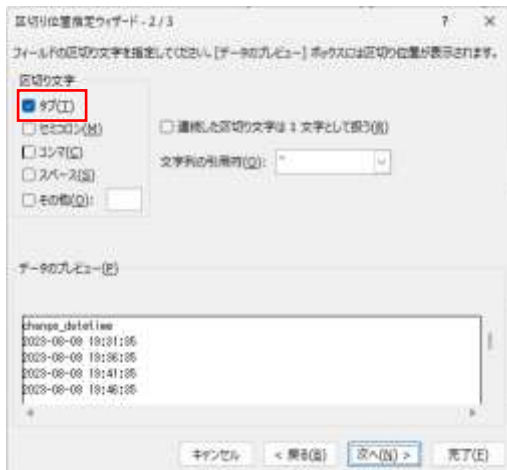 区切り位置指定ウィザード - 2 / 3 ? ×
フィールドの区切り文字を指定してください。[データのプレビュー] ボックスには区切り位置が表示されます。
区切り文字
タブ(T)
セミコロン(M)
コンマ(C)
スペース(S)
その他(O):
連続した区切り文字は 1 文字として扱う(R)
文字列の引用符(Q): "
データのプレビュー(P)
change_datetime
2023-08-08 18:31:35
2023-08-08 18:36:35
2023-08-08 18:41:35
2023-08-08 18:46:35
キャンセル < 戻る(B) 次へ(N) > 完了(F)